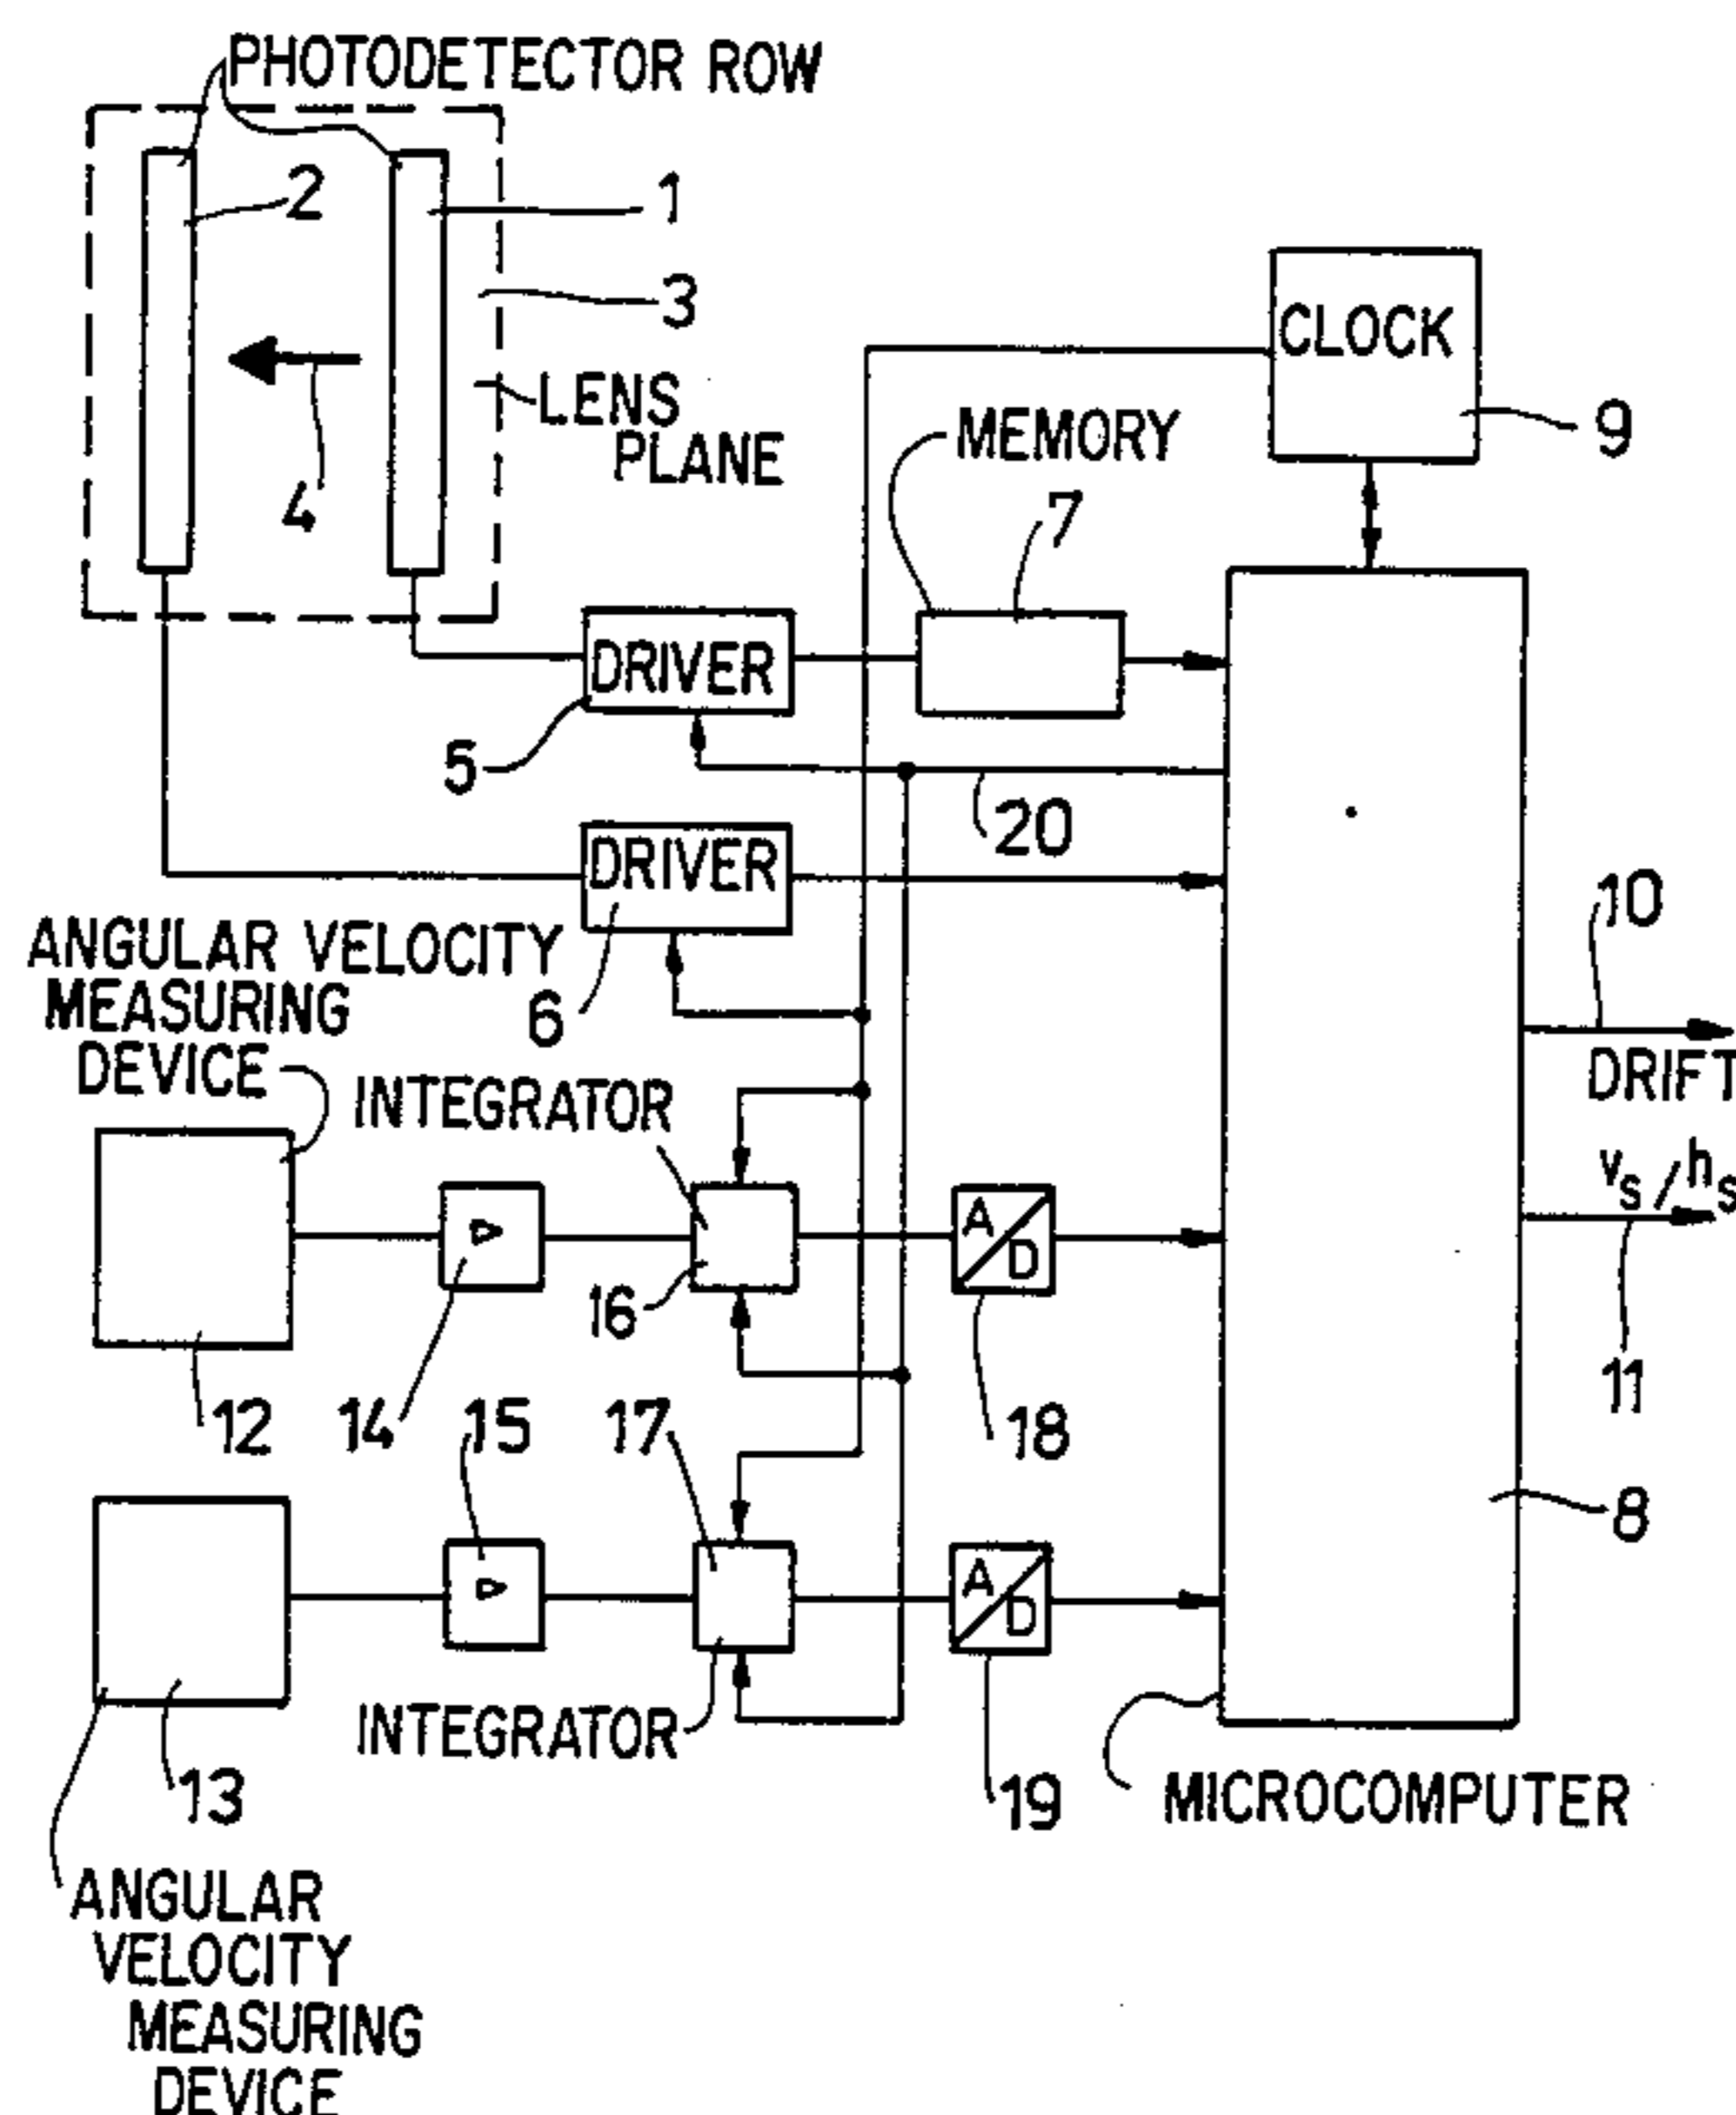 PHOTODETECTOR ROW
2
1
3
CLOCK
LENS
PLANE
MEMORY
9
4
7
DRIVER
5
20
DRIVER
10
ANGULAR VELOCITY
MEASURING
DEVICE
6
DRIFT
INTEGRATOR
vs/hs
A/D
16
11
12
14
15
17
18
8
A/D
INTEGRATOR
13
19
MICROCOMPUTER
ANGULAR
VELOCITY
MEASURING
DEVICE